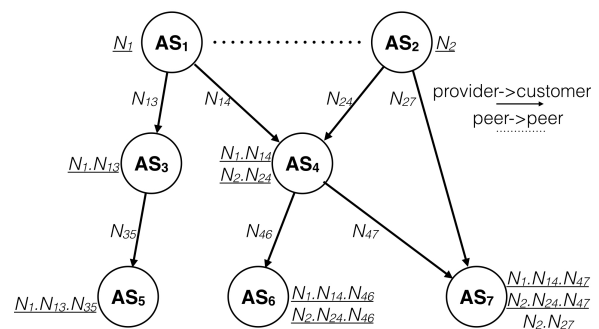 N1 AS1 AS2 N2
provider->customer
N13 N14 N24 N27
peer->peer
N1.N13 AS3 N1.N14 AS4
N2.N24
N35 N46 N47
N1.N13.N35 AS5 AS6 N1.N14.N46 AS7 N1.N14.N47
N2.N24.N46 N2.N24.N47
N2.N27